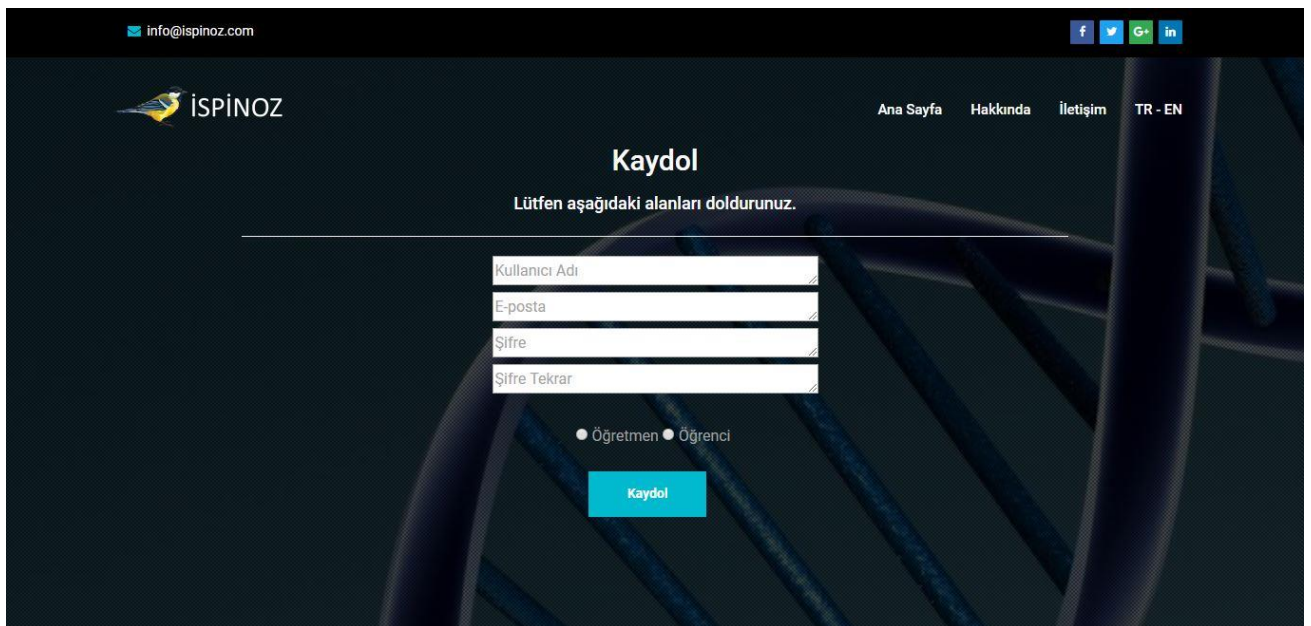 info@ispinoz.com
f G+ in
İSPİNOZ
Ana Sayfa Hakkında İletişim TR - EN
Kaydol
Lütfen aşağıdaki alanları doldurunuz.
Kullanıcı Adı
E-posta
Şifre
Şifre Tekrar
Öğretmen Öğrenci
Kaydol